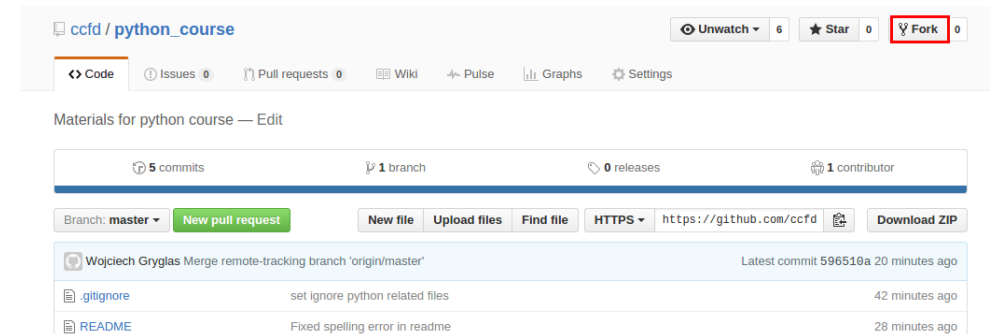 ccfd / python_course Unwatch 6 Star 0 Fork 0
Code Issues 0 Pull requests 0 Wiki Pulse Graphs Settings
Materials for python course — Edit
5 commits 1 branch 0 releases 1 contributor
Branch: master New pull request New file Upload files Find file HTTPS https://github.com/ccfd Download ZIP
Wojciech Gryglas Merge remote-tracking branch 'origin/master' Latest commit 596510a 20 minutes ago
.gitignore set ignore python related files 42 minutes ago
README Fixed spelling error in readme 28 minutes ago